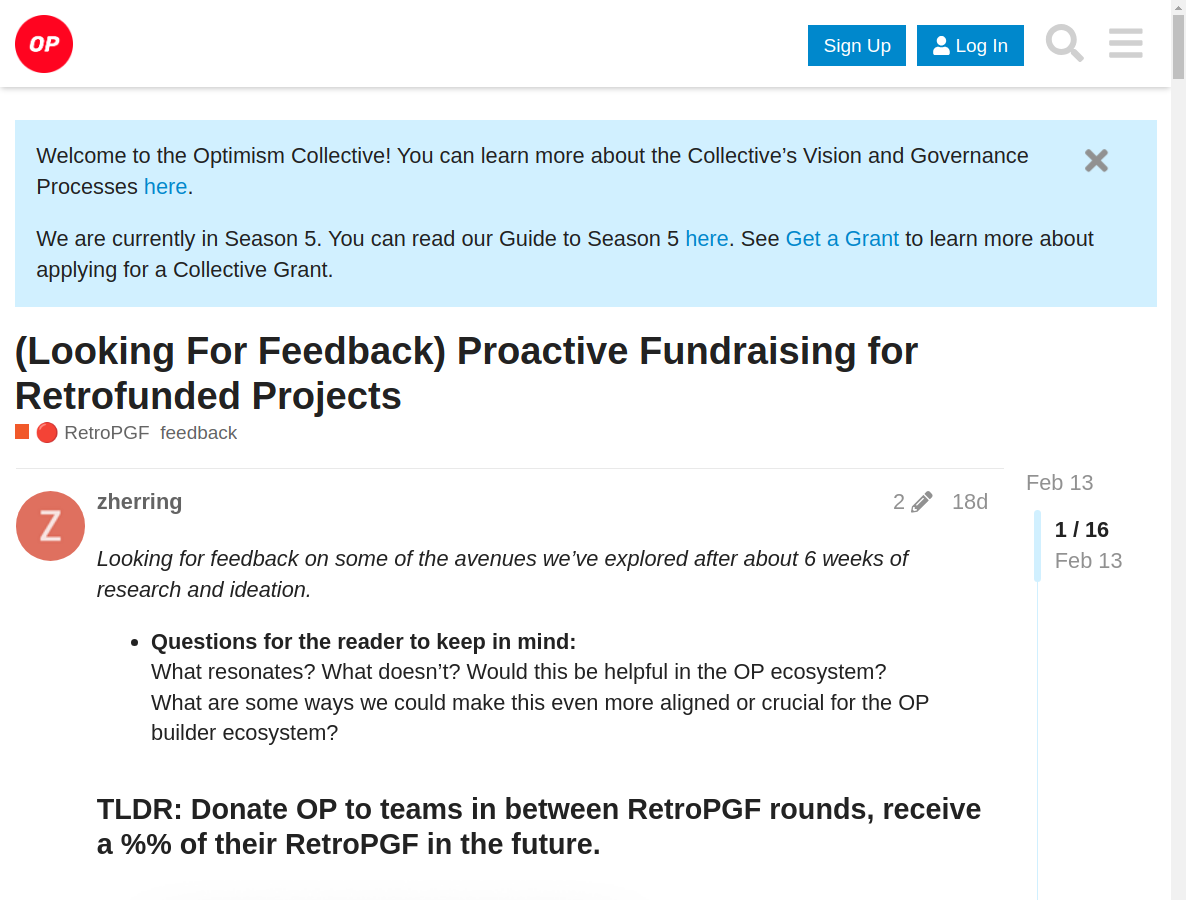 OP
Sign Up
Log In
Welcome to the Optimism Collective! You can learn more about the Collective’s Vision and Governance
Processes here.
We are currently in Season 5. You can read our Guide to Season 5 here. See Get a Grant to learn more about
applying for a Collective Grant.
(Looking For Feedback) Proactive Fundraising for
Retrofunded Projects
RetroPGF feedback
Z
zherring
2
18d
Looking for feedback on some of the avenues we’ve explored after about 6 weeks of
research and ideation.
Questions for the reader to keep in mind:
What resonates? What doesn’t? Would this be helpful in the OP ecosystem?
What are some ways we could make this even more aligned or crucial for the OP
builder ecosystem?
TLDR: Donate OP to teams in between RetroPGF rounds, receive
a %% of their RetroPGF in the future.
Feb 13
1 / 16
Feb 13